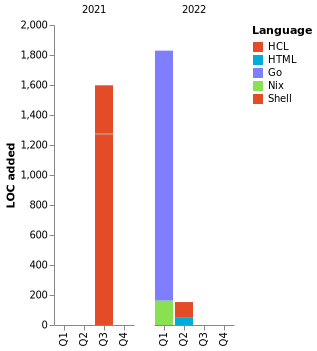 2021 2022
Language
HCL
HTML
Go
Nix
Shell
LOC added
2,000
1,800
1,600
1,400
1,200
1,000
800
600
400
200
0
Q1 Q2 Q3 Q4 Q1 Q2 Q3 Q4